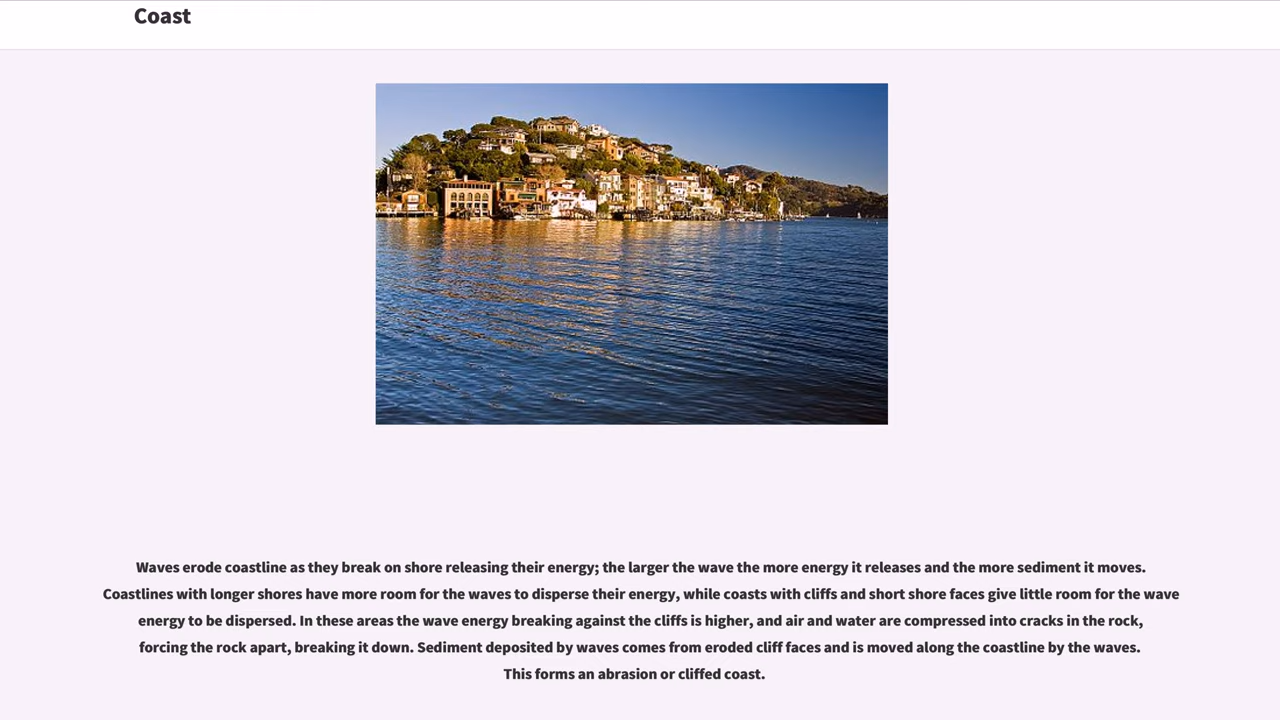 Coast
Waves erode coastline as they break on shore releasing their energy; the larger the wave the more energy it releases and the more sediment it moves.
Coastlines with longer shores have more room for the waves to disperse their energy, while coasts with cliffs and short shore faces give little room for the wave
energy to be dispersed. In these areas the wave energy breaking against the cliffs is higher, and air and water are compressed into cracks in the rock,
forcing the rock apart, breaking it down. Sediment deposited by waves comes from eroded cliff faces and is moved along the coastline by the waves.
This forms an abrasion or cliffed coast.